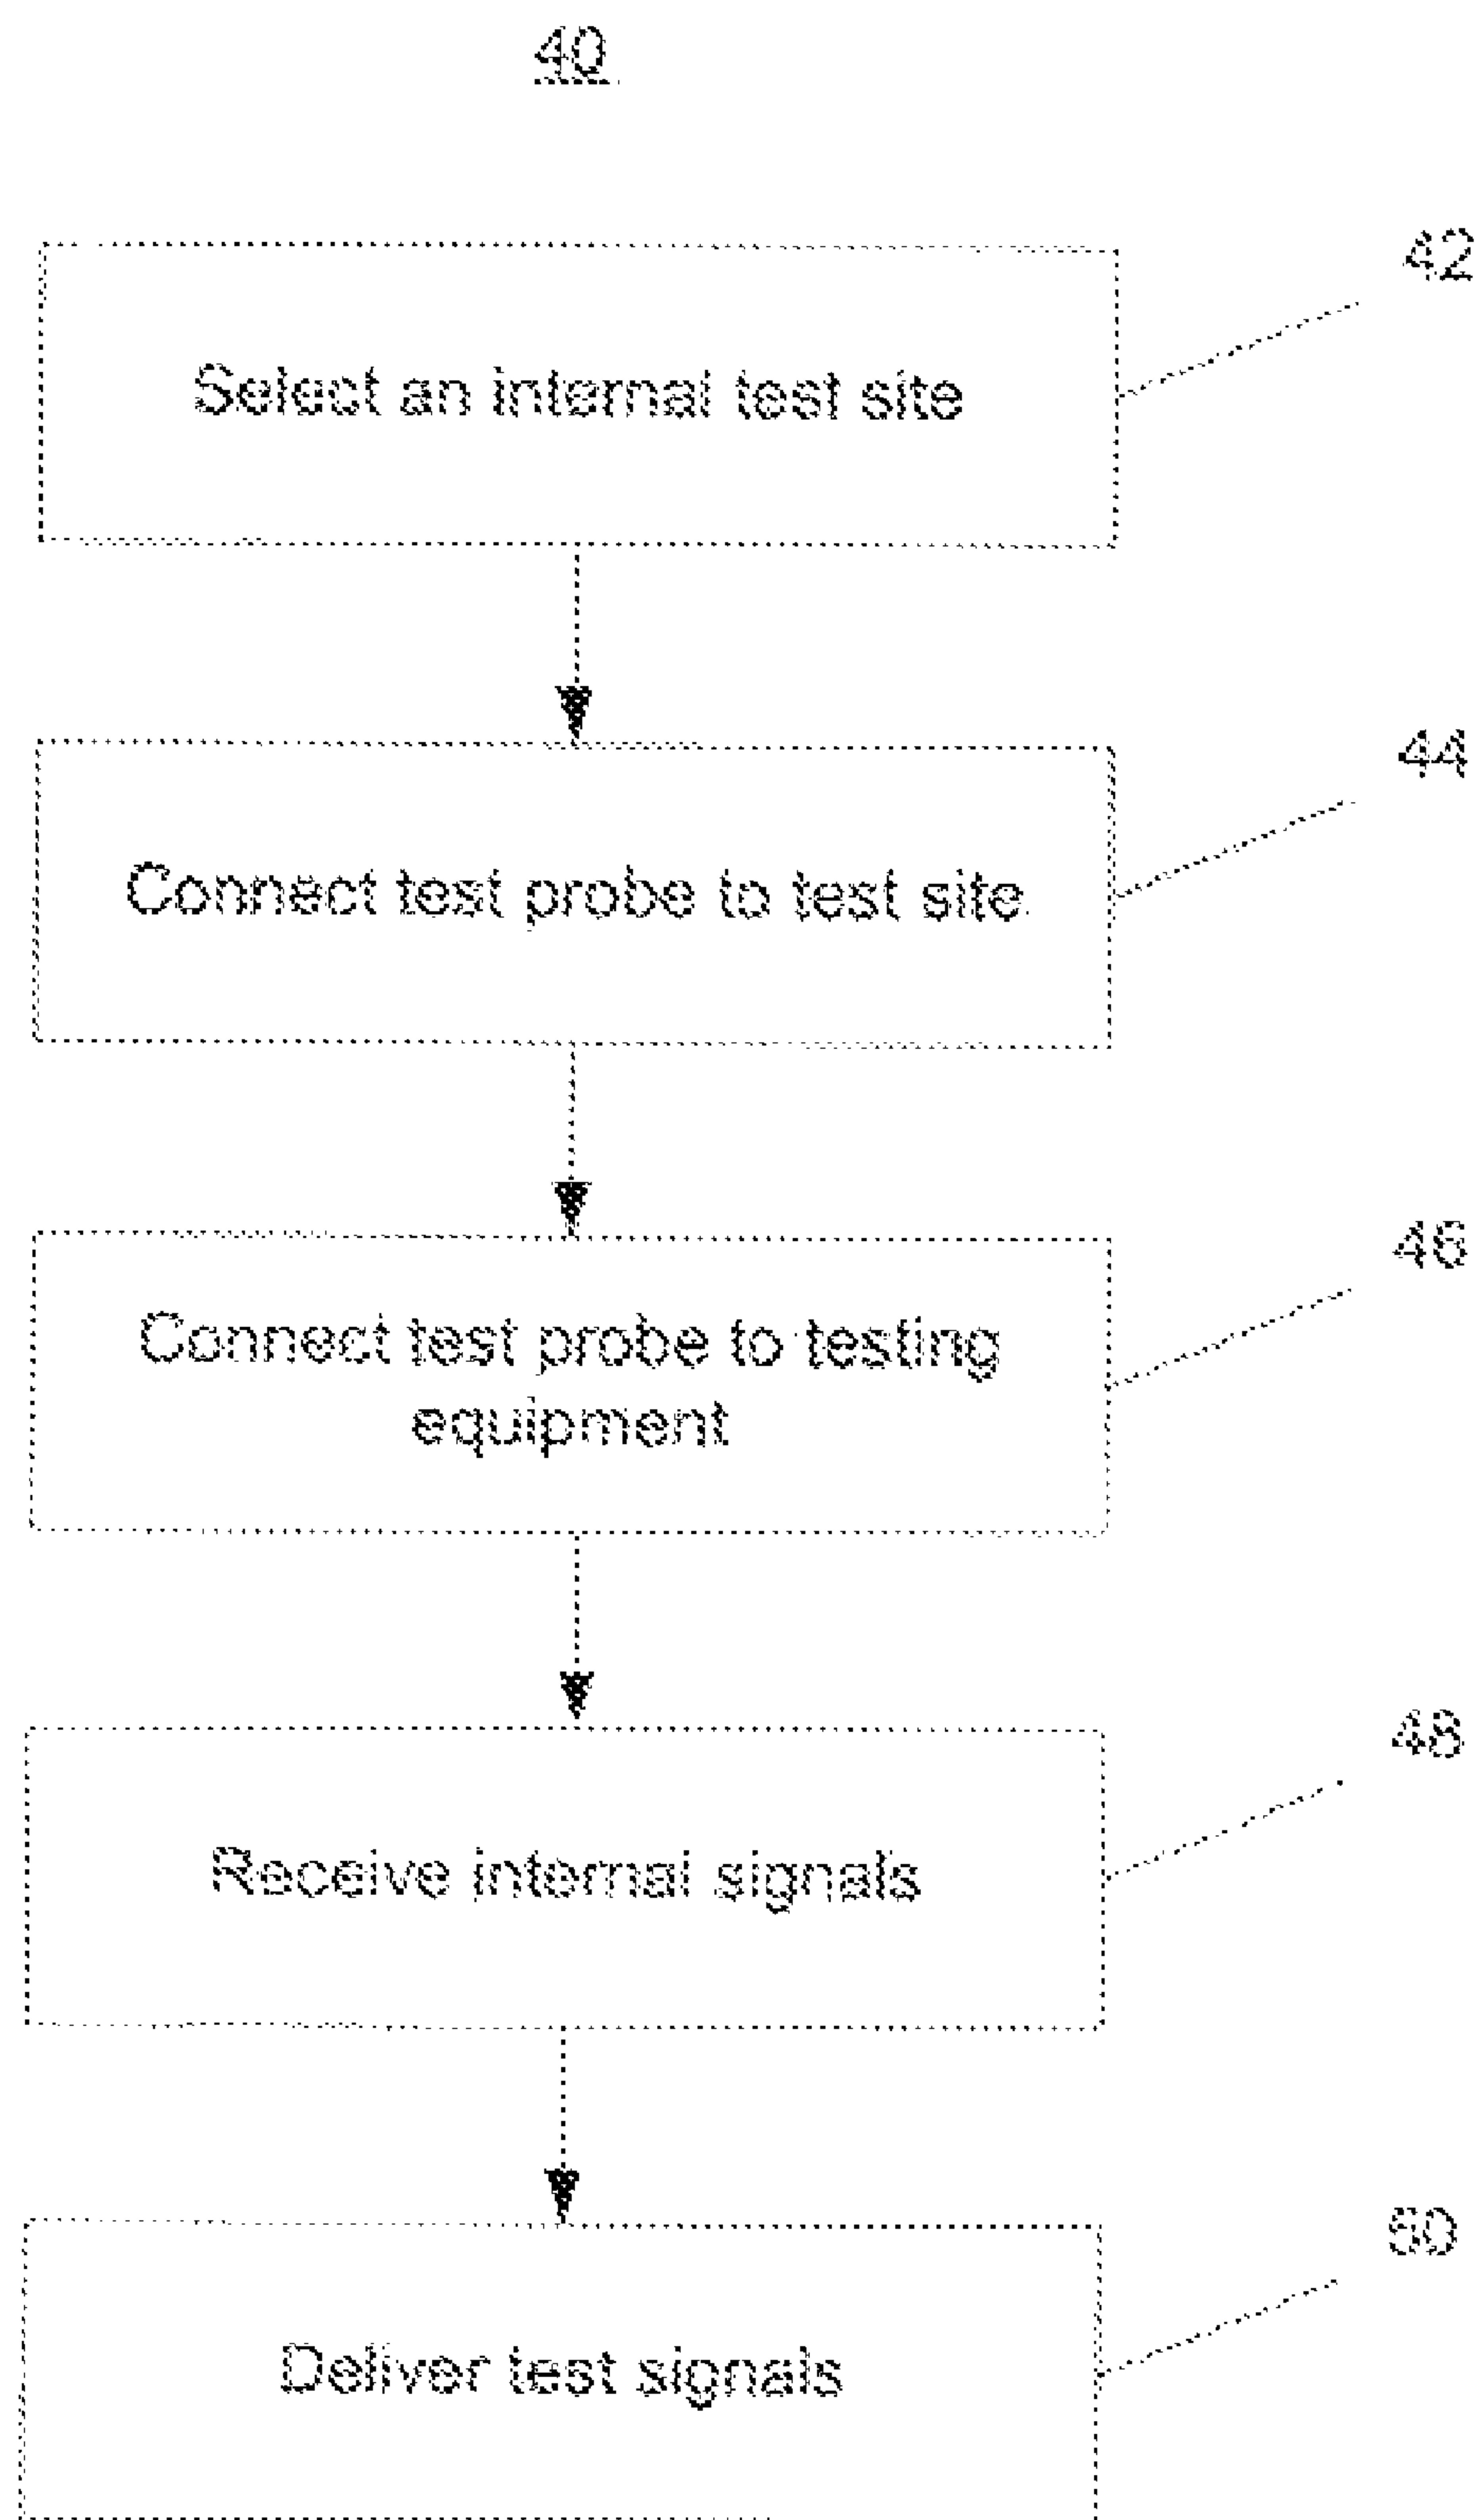 40
42
Select an internal test site
44
Connect test probe to test site
46
Connect test probe to testing
equipment
48
Receive internal signals
50
Deliver test signals